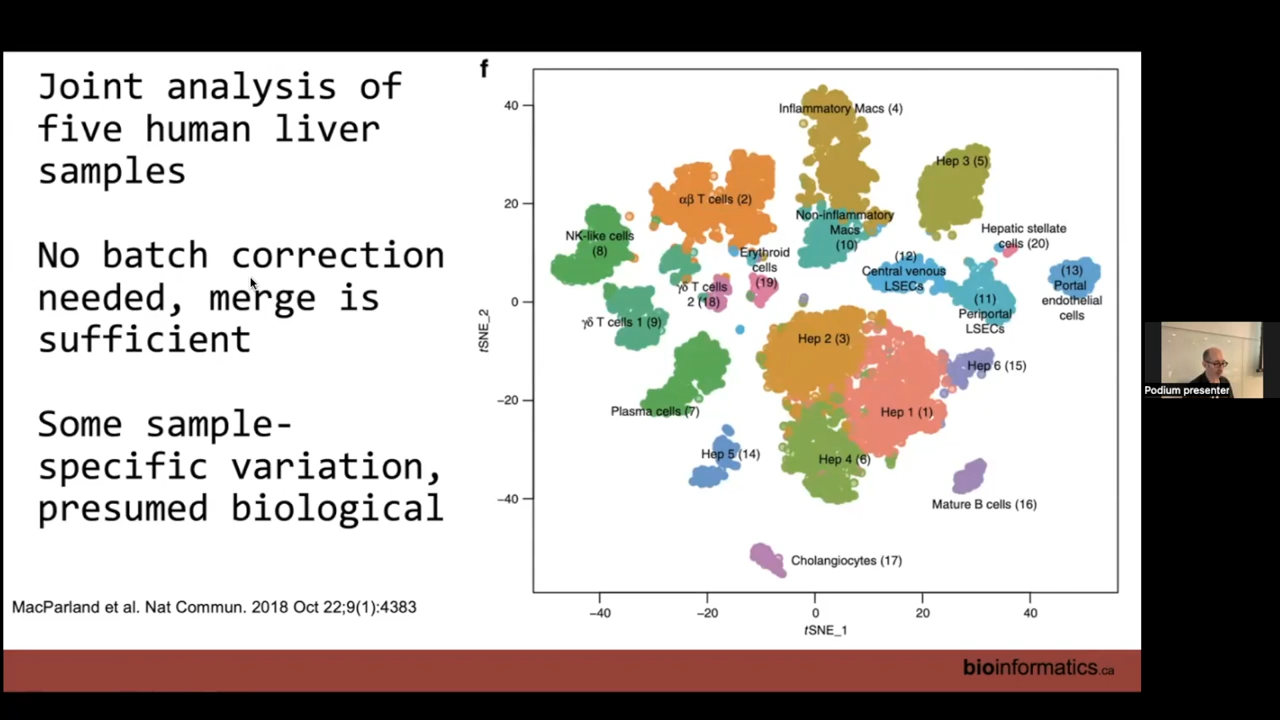 Joint analysis of
five human liver
samples
No batch correction
needed, merge is
sufficient
Some sample-
specific variation,
presumed biological
MacParland et al. Nat Commun. 2018 Oct 22;9(1):4383
f
40
20
0
−20
−40
tSNE_2
−40
−20
0
20
40
tSNE_1
Inflammatory Macs (4)
Hep 3 (5)
αβ T cells (2)
Non-inflammatory
Macs
(10)
Hepatic stellate
cells (20)
NK-like cells
(8)
Erythroid
cells
(19)
(12)
Central venous
LSECs
(13)
Portal
endothelial
cells
γδ T cells
2 (18)
(11)
Periportal
LSECs
γδ T cells 1 (9)
Hep 2 (3)
Hep 6 (15)
Plasma cells (7)
Hep 1 (1)
Hep 5 (14)
Hep 4 (6)
Mature B cells (16)
Cholangiocytes (17)
bioinformatics.ca
Podium presenter